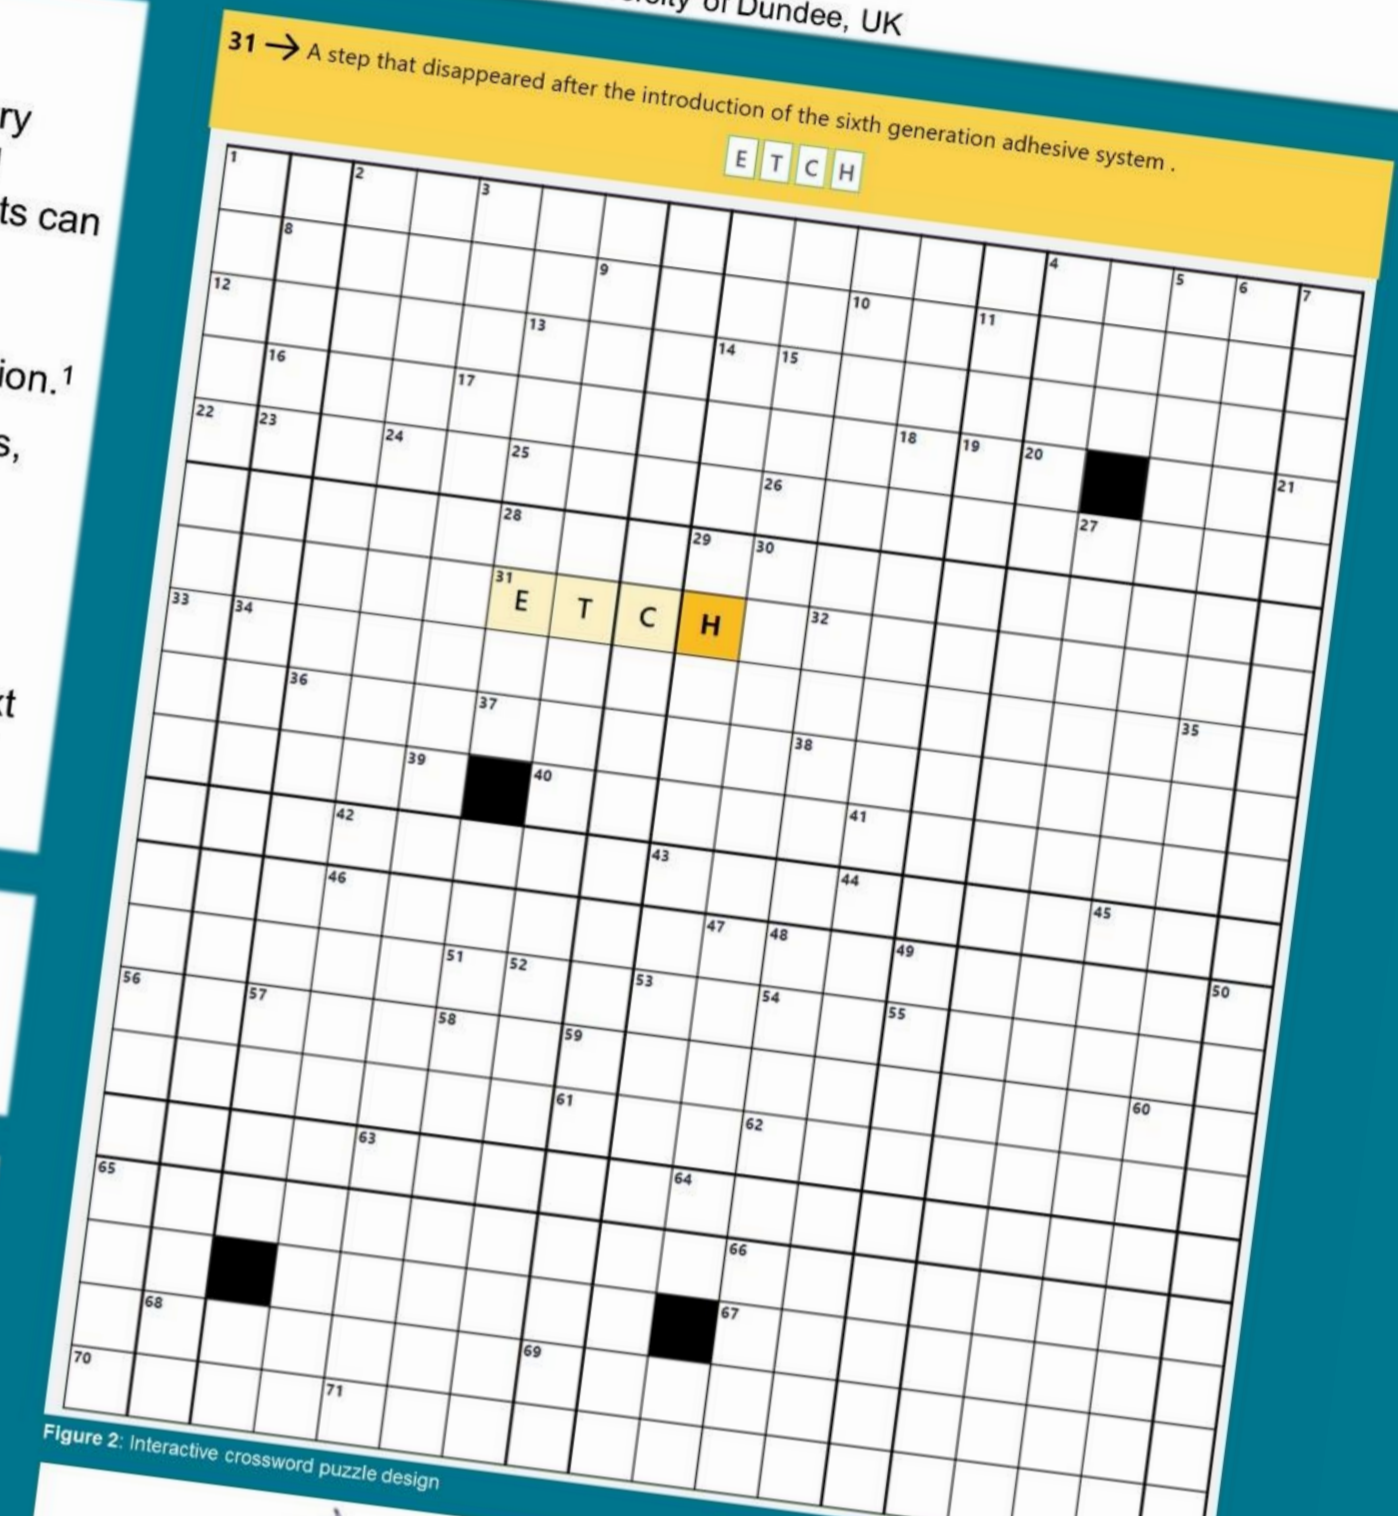 of Dundee, UK
31 → A step that disappeared after the introduction of the sixth generation adhesive system .
E T C H
ry
ts can
ion.¹
s,
xt
1 2 3 4 5 6 7
8 9 10 11
12 13 14 15
16 17 18 19 20 21
22 23 24 25 26 27
28 29 30
31 E T C H 32
33 34 35
36 37 38
39 40 41
42 43 44 45
46 47 48 49 50
51 52 53 54 55
56 57 58 59 60
61 62
63 64
65 66
67
68 69
70 71
Figure 2: Interactive crossword puzzle design